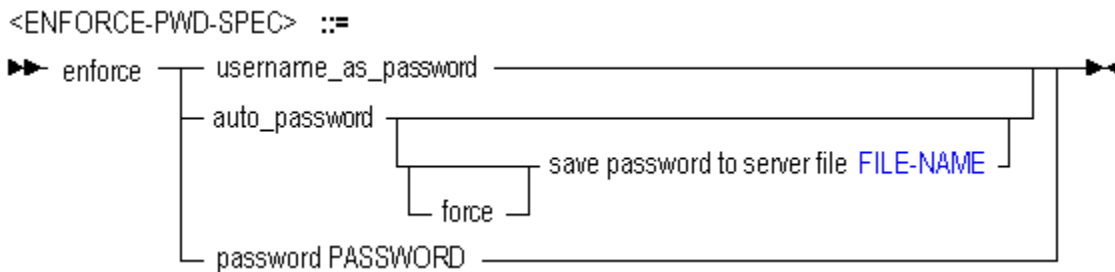 <ENFORCE-PWD-SPEC> ::=
enforce username_as_password
auto_password
save password to server file FILE-NAME
force
password PASSWORD